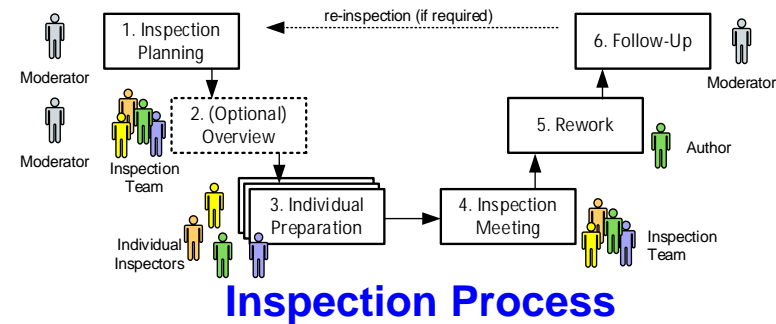 re-inspection (if required)
1. Inspection
Planning
6. Follow-Up
Moderator
Moderator
2. (Optional)
Overview
5. Rework
Moderator
Inspection
Team
Author
3. Individual
Preparation
4. Inspection
Meeting
Individual
Inspectors
Inspection
Team
Inspection Process